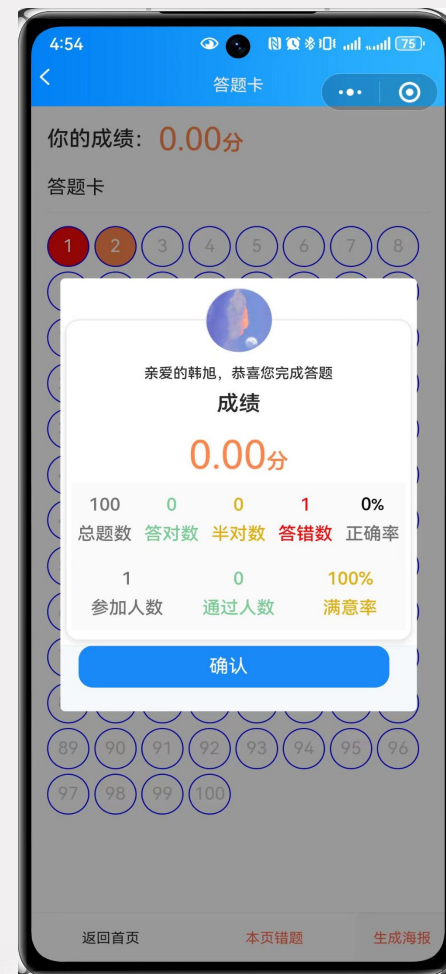 4:54
75
答题卡
你的成绩: 0.00分
答题卡
1 2 3 4 5 6 7 8
亲爱的韩旭，恭喜您完成答题
成绩
0.00分
100 0 0 1 0%
总题数 答对数 半对数 答错数 正确率
1 0 100%
参加人数 通过人数 满意率
确认
89 90 91 92 93 94 95 96
97 98 99 100
返回首页 本页错题 生成海报